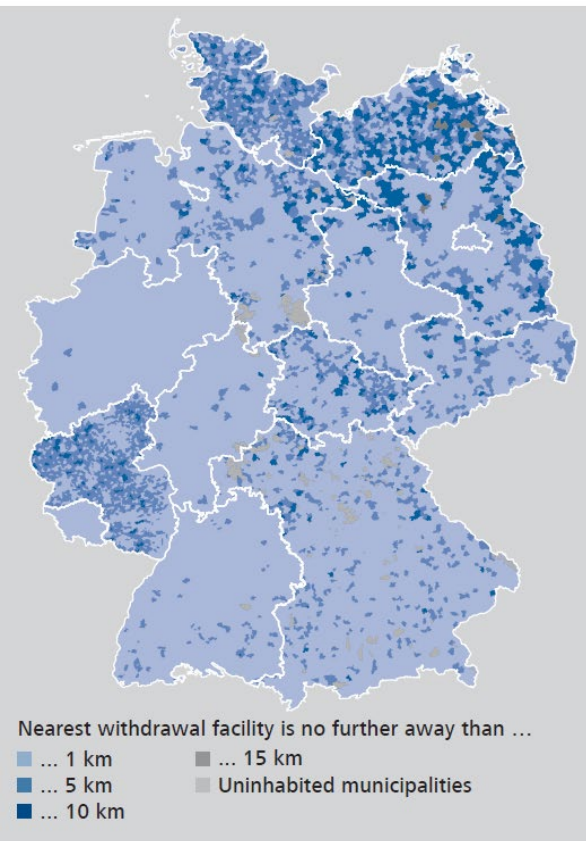 Nearest withdrawal facility is no further away than ...
... 1 km
... 5 km
... 10 km
... 15 km
Uninhabited municipalities